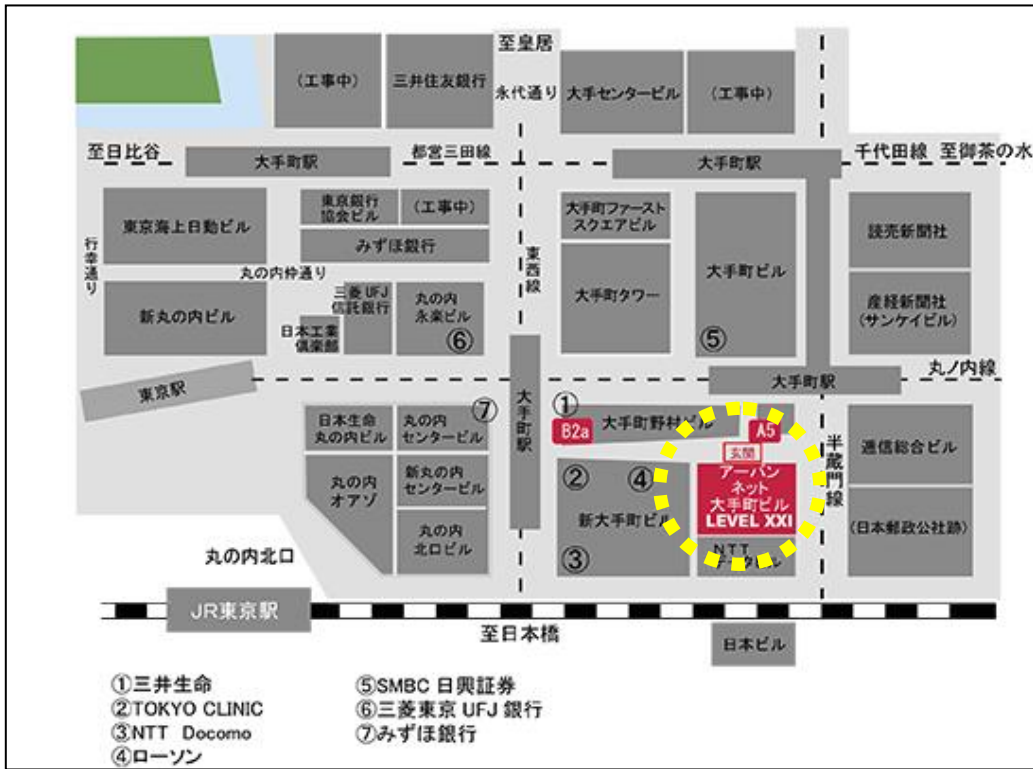 至皇居
(工事中)
三井住友銀行
永代通り
大手センタービル
(工事中)
至日比谷
大手町駅
都営三田線
大手町駅
千代田線 至御茶の水
東京海上日動ビル
東京銀行
協会ビル
(工事中)
みずほ銀行
大手町ファースト
スクエアビル
大手町ビル
読売新聞社
行幸通り
丸の内仲通り
東西線
大手町タワー
新丸の内ビル
三菱UFJ
信託銀行
日本工業
倶楽部
丸の内
永楽ビル
⑥
⑤
産経新聞社
(サンケイビル)
丸ノ内線
東京駅
大手町駅
大手町駅
日本生命
丸の内ビル
丸の内
センタービル
⑦
①
B2a
大手町野村ビル
A5
玄関
半蔵門線
逓信総合ビル
丸の内
オアゾ
新丸の内
センタービル
丸の内
北口ビル
②
④
新大手町ビル
③
アーバン
ネット
大手町ビル
LEVEL XXI
NTT
データビル
(日本郵政公社跡)
丸の内北口
JR東京駅
至日本橋
日本ビル
①三井生命
②TOKYO CLINIC
③NTT Docomo
④ローソン
⑤SMBC 日興証券
⑥三菱東京 UFJ 銀行
⑦みずほ銀行